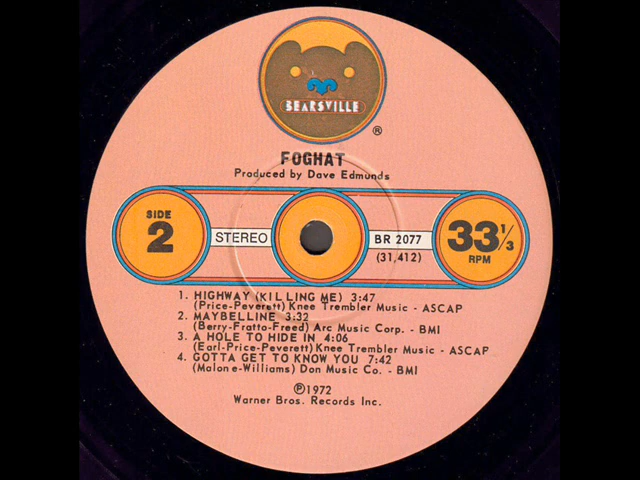 BEARSVILLE
®
FOGHAT
Produced by Dave Edmunds
SIDE
2
STEREO
BR 2077
(31,412)
33 1/3
RPM
1. HIGHWAY (KILLING ME) 3:47
(Price-Peverett) Knee Trembler Music - ASCAP
2. MAYBELLINE 3:32
(Berry-Fratto-Freed) Arc Music Corp. - BMI
3. A HOLE TO HIDE IN 4:06
(Earl-Price-Peverett) Knee Trembler Music - ASCAP
4. GOTTA GET TO KNOW YOU 7:42
(Malone-Williams) Don Music Co. - BMI
Ⓟ1972
Warner Bros. Records Inc.